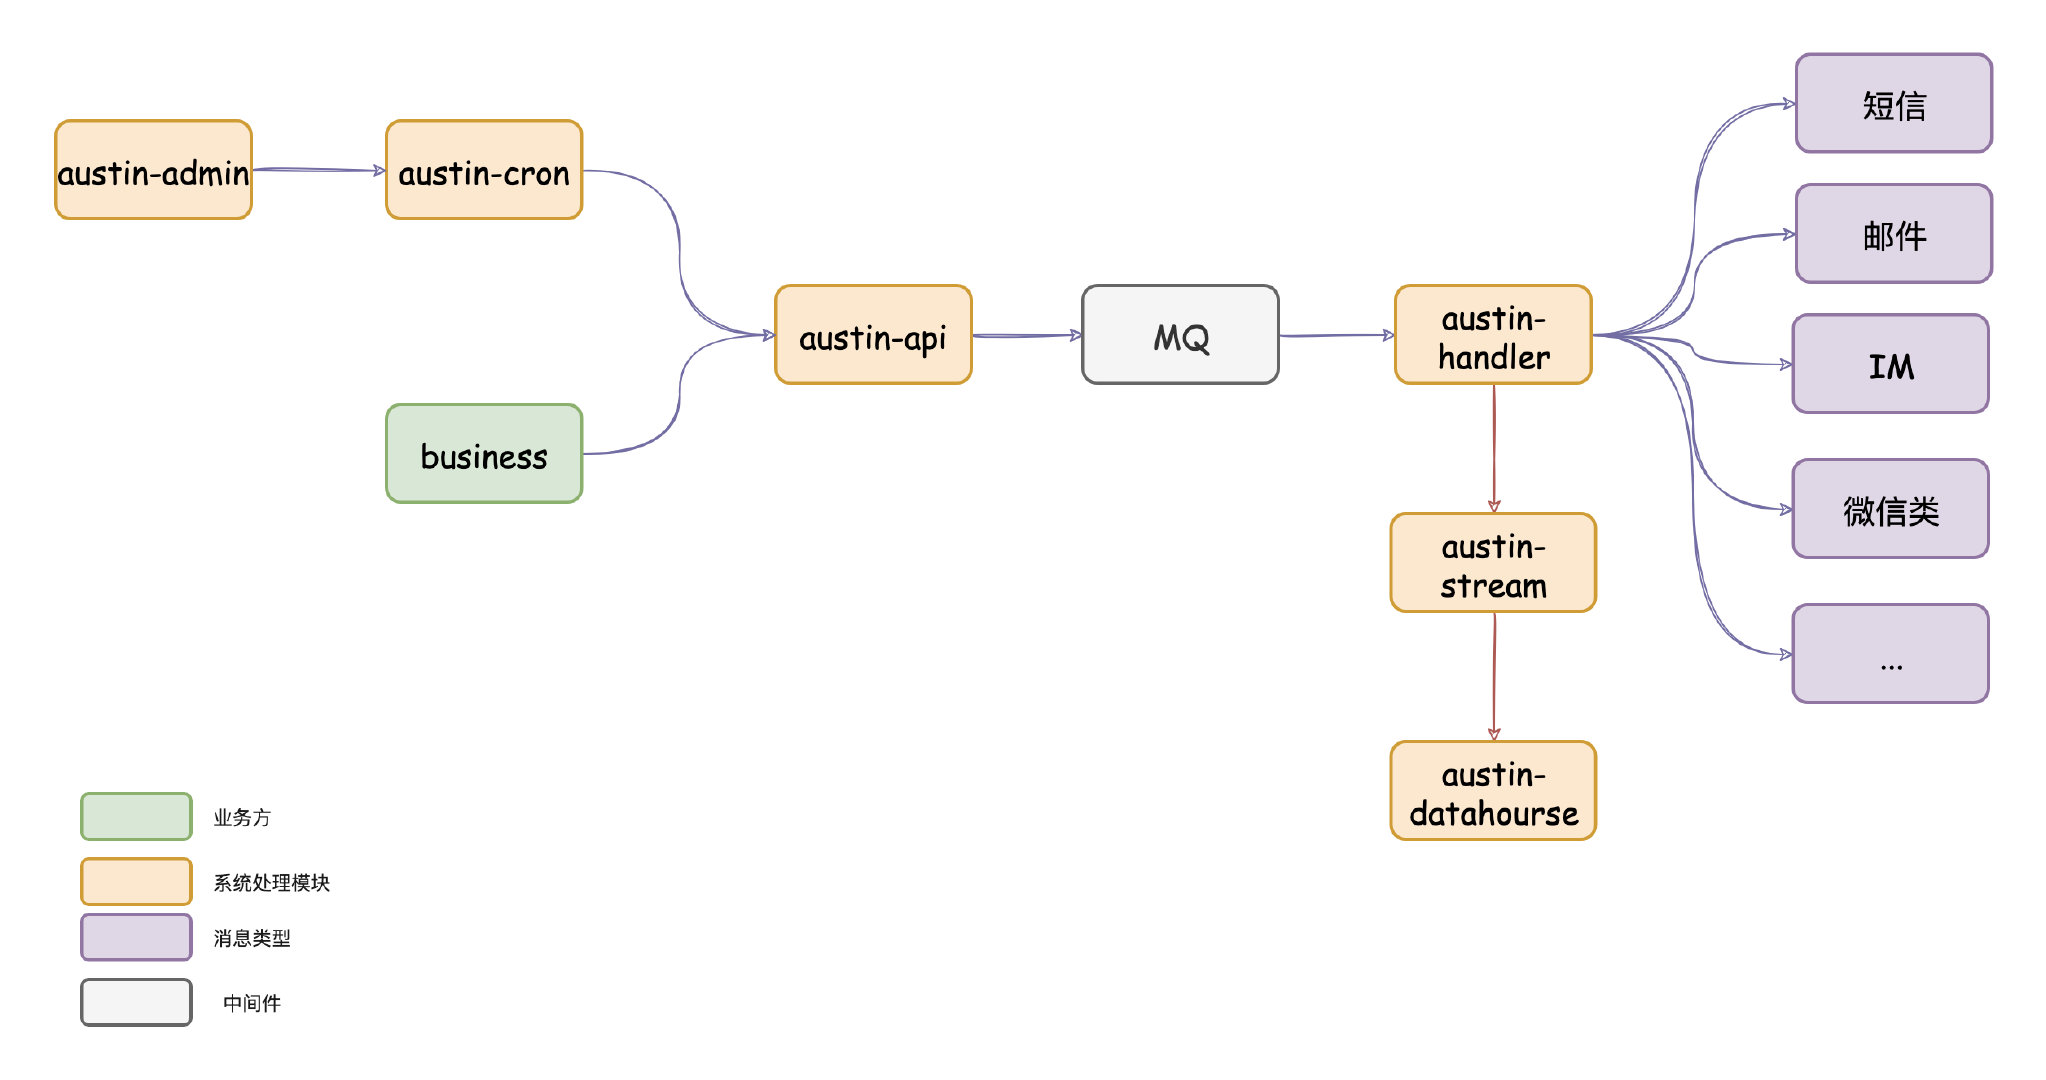 austin-admin
austin-cron
business
austin-api
MQ
austin-
handler
austin-
stream
austin-
datahourse
短信
邮件
IM
微信类
...
业务方
系统处理模块
消息类型
中间件